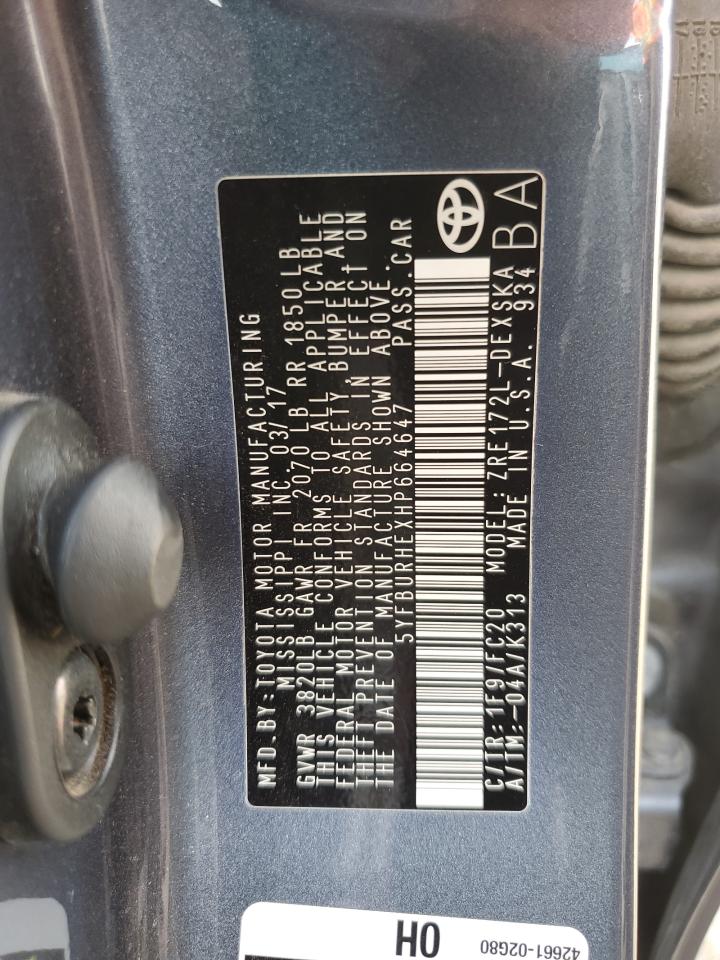 MFD.BY:TOYOTA MOTOR MANUFACTURING
MISSISSIPPI INC. 03/17
GVWR 3820LB GAWR FR 2070 LB RR 1850LB
THIS VEHICLE CONFORMS TO ALL APPLICABLE
FEDERAL MOTOR VEHICLE SAFETY, BUMPER, AND
THEFT PREVENTION STANDARDS IN EFFECT ON
THE DATE OF MANUFACTURE SHOWN ABOVE.
5YFBURHEXHP664647 PASS.CAR
C/TR:1F9/FC20 MODEL:ZRE172L-DEXSKA
A/TM:-04A/K313 MADE IN U.S.A. 934
BA
OH
42661-02G80